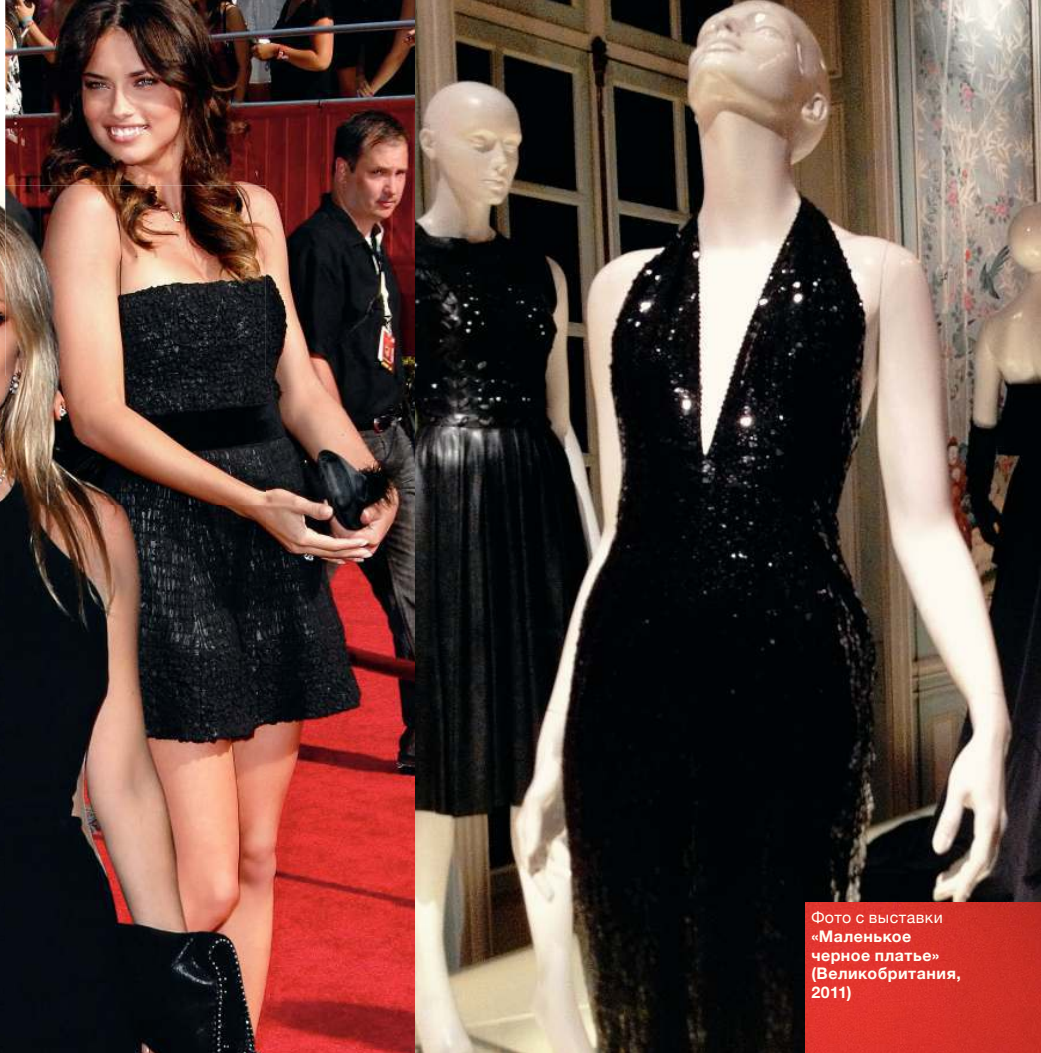 Фото с выставки
«Маленькое
черное платье»
(Великобритания,
2011)